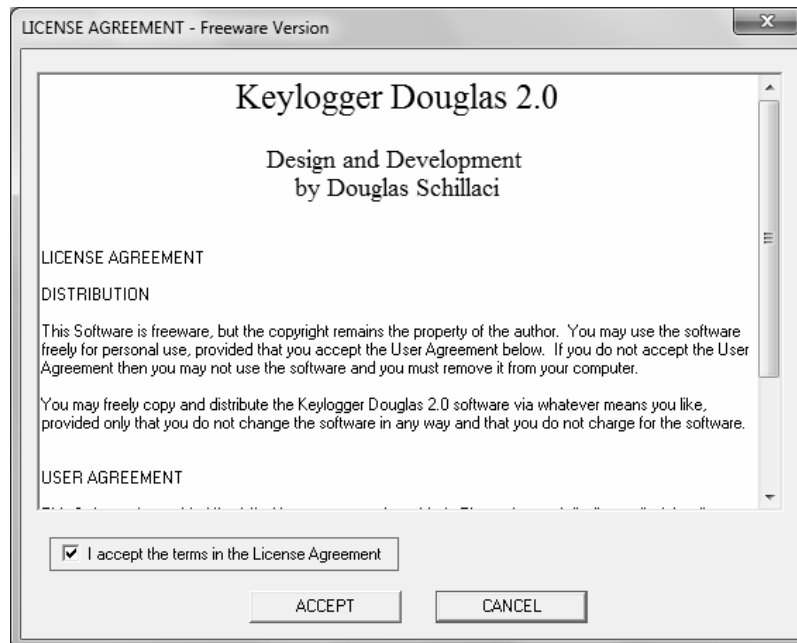 LICENSE AGREEMENT - Freeware Version
Keylogger Douglas 2.0
Design and Development
by Douglas Schillaci
LICENSE AGREEMENT
DISTRIBUTION
This Software is freeware, but the copyright remains the property of the author.  You may use the software
freely for personal use, provided that you accept the User Agreement below.  If you do not accept the User
Agreement then you may not use the software and you must remove it from your computer.
You may freely copy and distribute the Keylogger Douglas 2.0 software via whatever means you like,
provided only that you do not change the software in any way and that you do not charge for the software.
USER AGREEMENT
I accept the terms in the License Agreement
ACCEPT
CANCEL